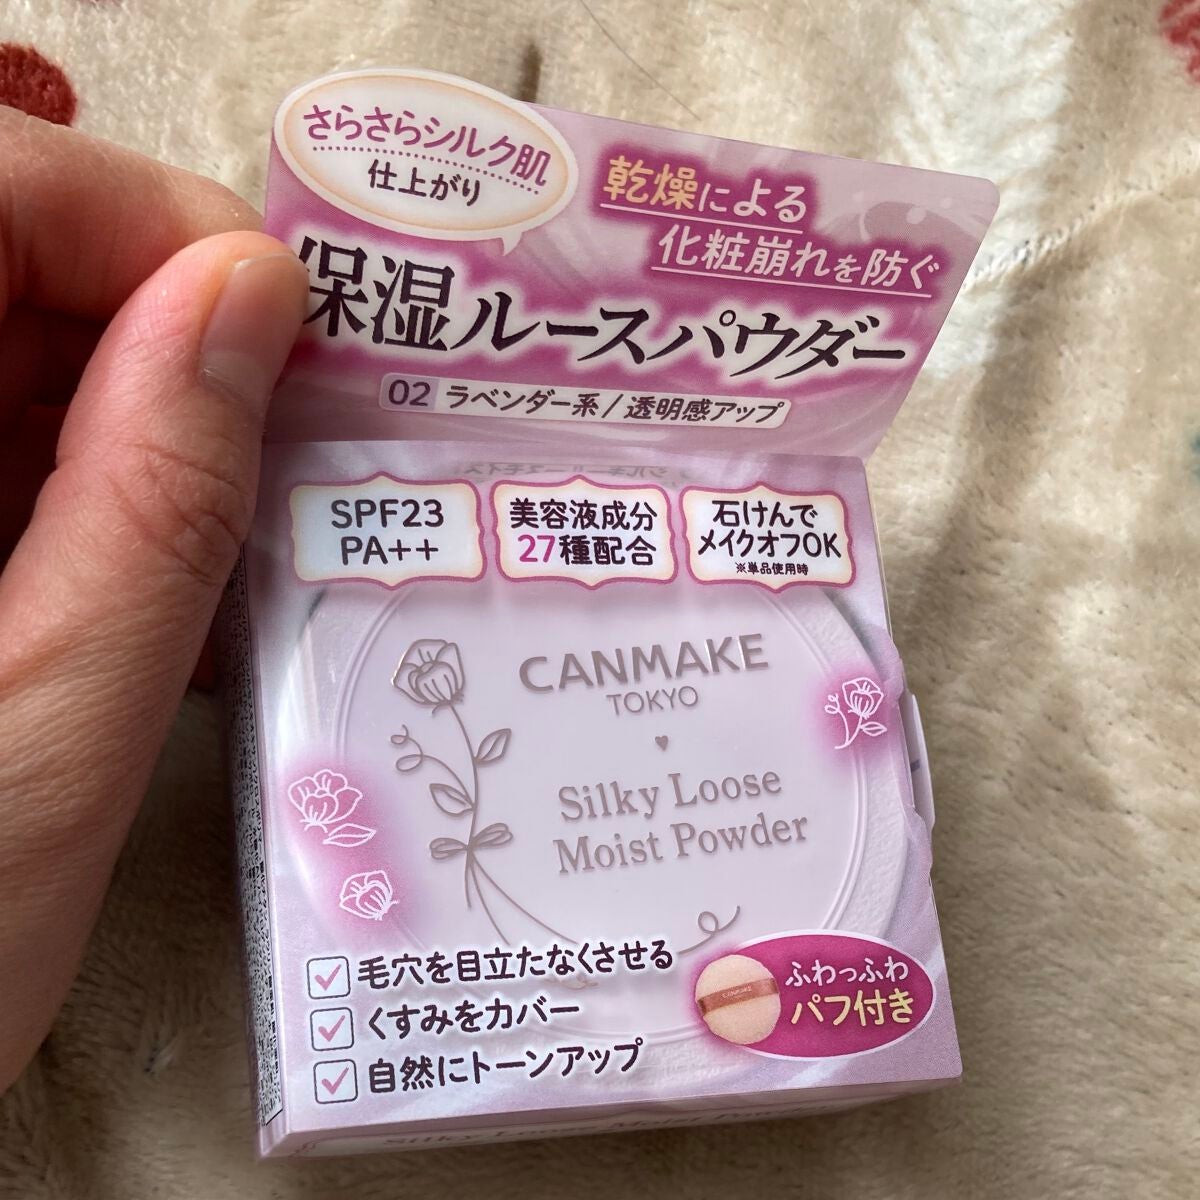 さらさらシルク肌
仕上がり
乾燥による
化粧崩れを防ぐ
保湿ルースパウダー
02 ラベンダー系/透明感アップ
SPF23
PA++
美容液成分
27種配合
石けんで
メイクオフOK
※単品使用時
CANMAKE
TOKYO
Silky Loose
Moist Powder
毛穴を目立たなくさせる
くすみをカバー
自然にトーンアップ
CANMAKE
ふわっふわ
パフ付き
Silky Loose Moist Powder